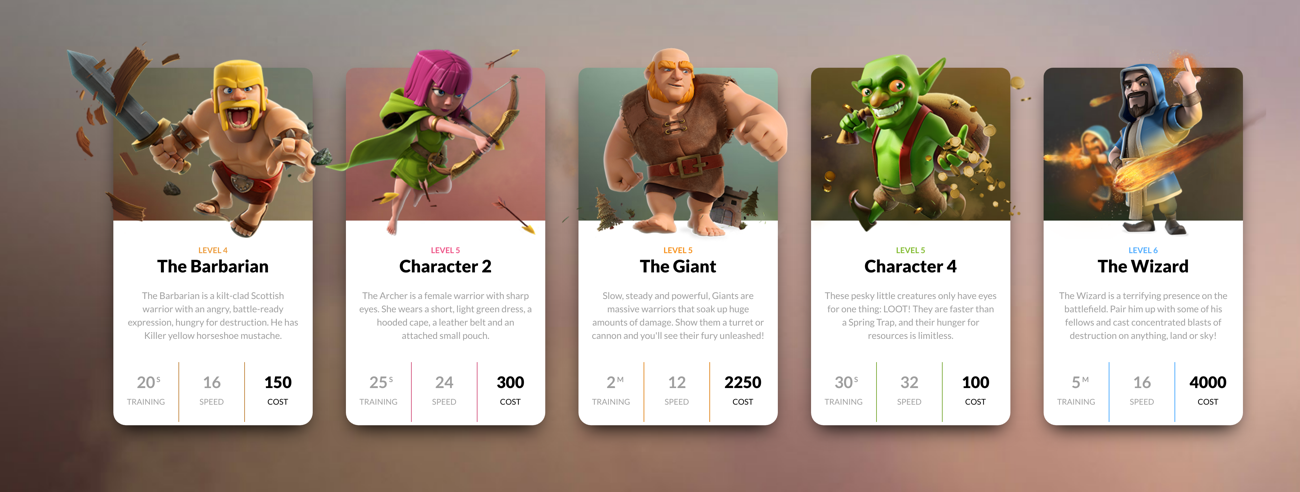 LEVEL 4
The Barbarian
The Barbarian is a kilt-clad Scottish
warrior with an angry, battle-ready
expression, hungry for destruction. He has
Killer yellow horseshoe mustache.
20S
16
150
TRAINING
SPEED
COST
LEVEL 5
Character 2
The Archer is a female warrior with sharp
eyes. She wears a short, light green dress, a
hooded cape, a leather belt and an
attached small pouch.
25S
24
300
TRAINING
SPEED
COST
LEVEL 5
The Giant
Slow, steady and powerful, Giants are
massive warriors that soak up huge
amounts of damage. Show them a turret or
cannon and you'll see their fury unleashed!
2M
12
2250
TRAINING
SPEED
COST
LEVEL 5
Character 4
These pesky little creatures only have eyes
for one thing: LOOT! They are faster than
a Spring Trap, and their hunger for
resources is limitless.
30S
32
100
TRAINING
SPEED
COST
LEVEL 6
The Wizard
The Wizard is a terrifying presence on the
battlefield. Pair him up with some of his
fellows and cast concentrated blasts of
destruction on anything, land or sky!
5M
16
4000
TRAINING
SPEED
COST